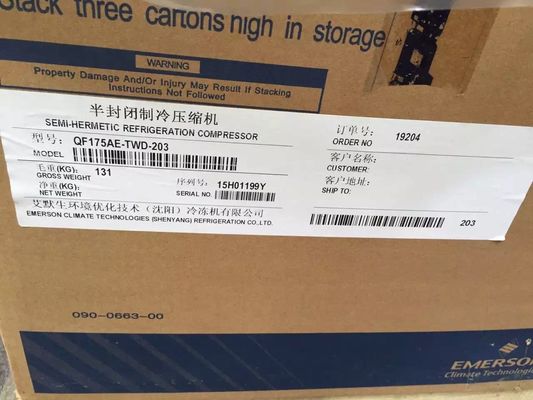 Stack three cartons high in storage
WARNING
Property Damage And/Or Injury May Result If Stacking
Instructions Not Followed
半封闭制冷压缩机
SEMI-HERMETIC REFRIGERATION COMPRESSOR
型号: QF175AE-TWD-203
MODEL
毛重(KG): 131
GROSS WEIGHT
净重(KG):
NET WEIGHT
序列号: 15H01199Y
SERIAL NO.
艾默生环境优化技术（沈阳）冷冻机有限公司
EMERSON CLIMATE TECHNOLOGIES (SHENYANG) REFRIGERATION CO.,LTD.
订单号: 19204
ORDER NO
客户名称:
CUSTOMER:
客户地址:
SHIP TO:
203
090-0663-00
EMERSON
Climate Technologies